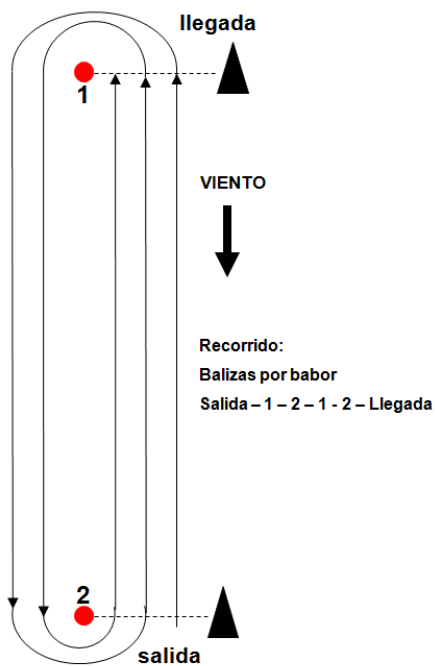 llegada
1
VIENTO
Recorrido:
Balizas por babor
Salida – 1 – 2 – 1 - 2 – Llegada
2
salida